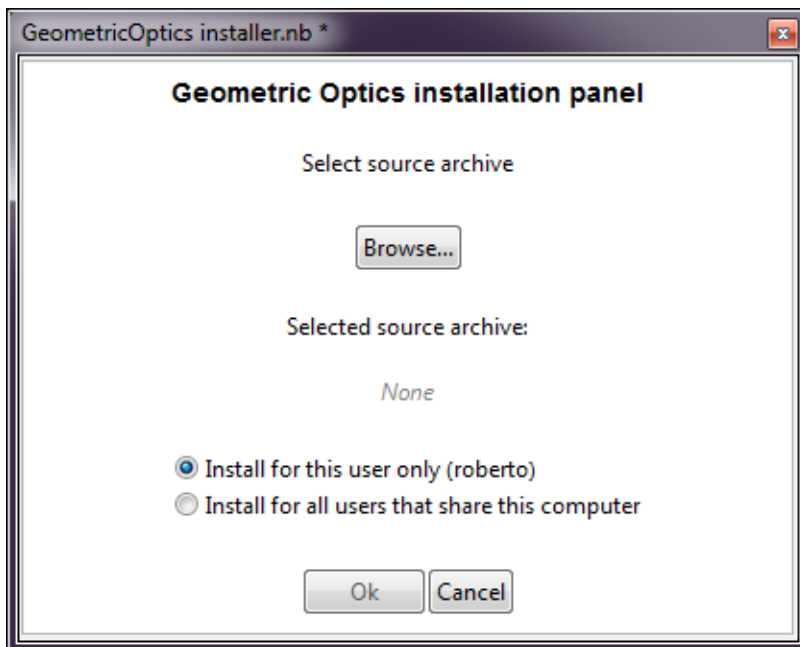 GeometricOptics installer.nb *
Geometric Optics installation panel
Select source archive
Browse...
Selected source archive:
None
Install for this user only (roberto)
Install for all users that share this computer
Ok Cancel